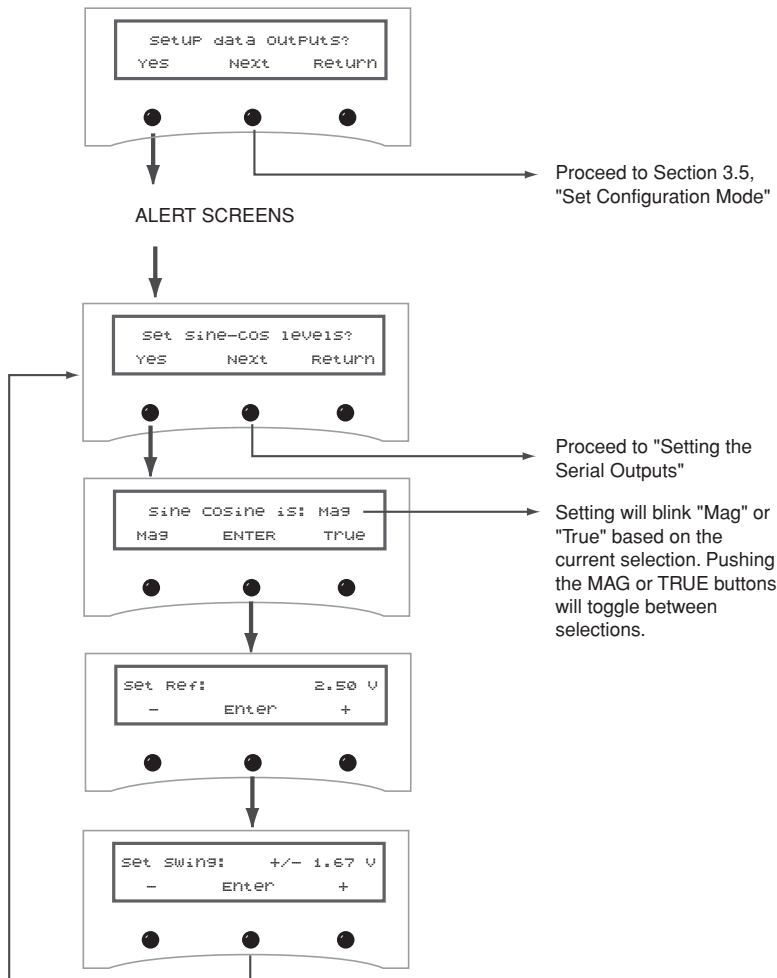 Setup data outputs?
Yes Next Return
Proceed to Section 3.5,
"Set Configuration Mode"
ALERT SCREENS
Set Sine-Cos levels?
Yes Next Return
Proceed to "Setting the
Serial Outputs"
Sine Cosine is: Mag
Mag ENTER True
Setting will blink "Mag" or
"True" based on the
current selection. Pushing
the MAG or TRUE buttons
will toggle between
selections.
Set Ref: 2.50 V
- Enter +
Set Swing: +/- 1.67 V
- Enter +